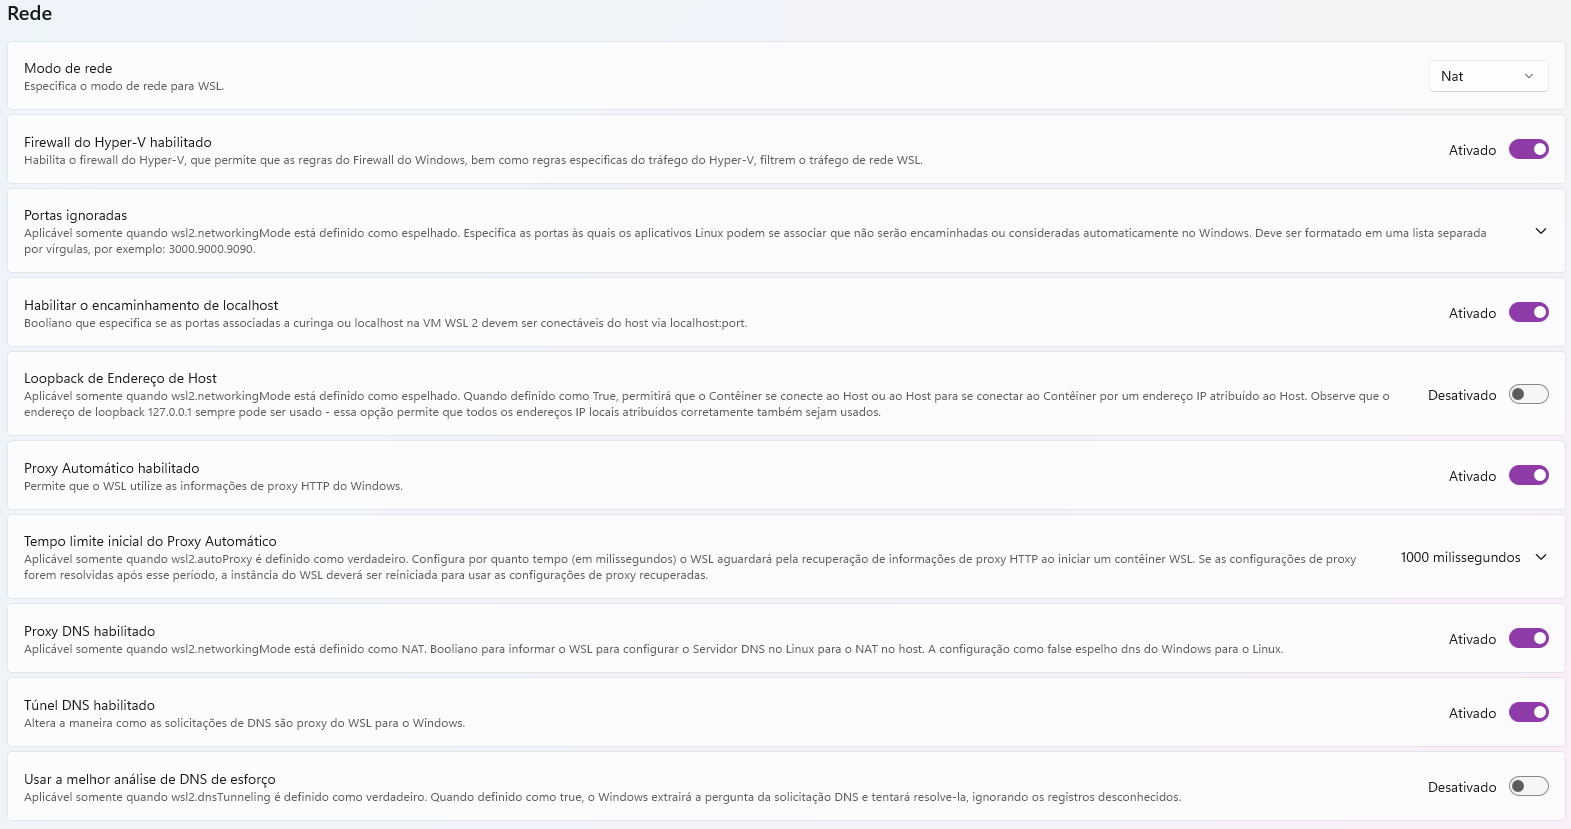 Rede
Modo de rede
Especifica o modo de rede para WSL.
Nat
Firewall do Hyper-V habilitado
Habilita o firewall do Hyper-V, que permite que as regras do Firewall do Windows, bem como regras específicas do tráfego do Hyper-V, filtrem o tráfego de rede WSL.
Ativado
Portas ignoradas
Aplicável somente quando wsl2.networkingMode está definido como espelhado. Especifica as portas às quais os aplicativos Linux podem se associar que não serão encaminhadas ou consideradas automaticamente no Windows. Deve ser formatado em uma lista separada
por vírgulas, por exemplo: 3000.9000.9090.
Habilitar o encaminhamento de localhost
Booliano que especifica se as portas associadas a curinga ou localhost na VM WSL 2 devem ser conectáveis do host via localhost:port.
Ativado
Loopback de Endereço de Host
Aplicável somente quando wsl2.networkingMode está definido como espelhado. Quando definido como True, permitirá que o Contêiner se conecte ao Host ou ao Host para se conectar ao Contêiner por um endereço IP atribuído ao Host. Observe que o
endereço de loopback 127.0.0.1 sempre pode ser usado - essa opção permite que todos os endereços IP locais atribuídos corretamente também sejam usados.
Desativado
Proxy Automático habilitado
Permite que o WSL utilize as informações de proxy HTTP do Windows.
Ativado
Tempo limite inicial do Proxy Automático
Aplicável somente quando wsl2.autoProxy é definido como verdadeiro. Configura por quanto tempo (em milissegundos) o WSL aguardará pela recuperação de informações de proxy HTTP ao iniciar um contêiner WSL. Se as configurações de proxy
forem resolvidas após esse período, a instância do WSL deverá ser reiniciada para usar as configurações de proxy recuperadas.
1000 milissegundos
Proxy DNS habilitado
Aplicável somente quando wsl2.networkingMode está definido como NAT. Booliano para informar o WSL para configurar o Servidor DNS no Linux para o NAT no host. A configuração como false espelho dns do Windows para o Linux.
Ativado
Túnel DNS habilitado
Altera a maneira como as solicitações de DNS são proxy do WSL para o Windows.
Ativado
Usar a melhor análise de DNS de esforço
Aplicável somente quando wsl2.dnsTunneling é definido como verdadeiro. Quando definido como true, o Windows extrairá a pergunta da solicitação DNS e tentará resolve-la, ignorando os registros desconhecidos.
Desativado